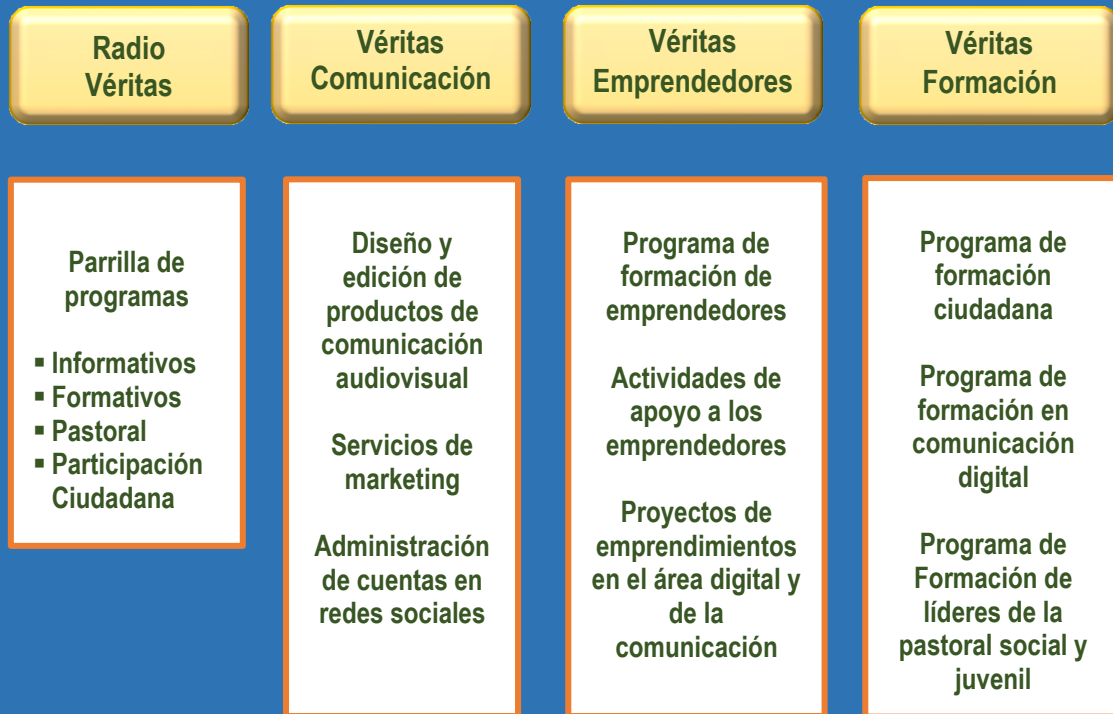 Radio
Véritas
Véritas
Comunicación
Véritas
Emprendedores
Véritas
Formación
Parrilla de
programas
▪ Informativos
▪ Formativos
▪ Pastoral
▪ Participación
Ciudadana
Diseño y
edición de
productos de
comunicación
audiovisual
Servicios de
marketing
Administración
de cuentas en
redes sociales
Programa de
formación de
emprendedores
Actividades de
apoyo a los
emprendedores
Proyectos de
emprendimientos
en el área digital y
de la
comunicación
Programa de
formación
ciudadana
Programa de
formación en
comunicación
digital
Programa de
Formación de
líderes de la
pastoral social y
juvenil